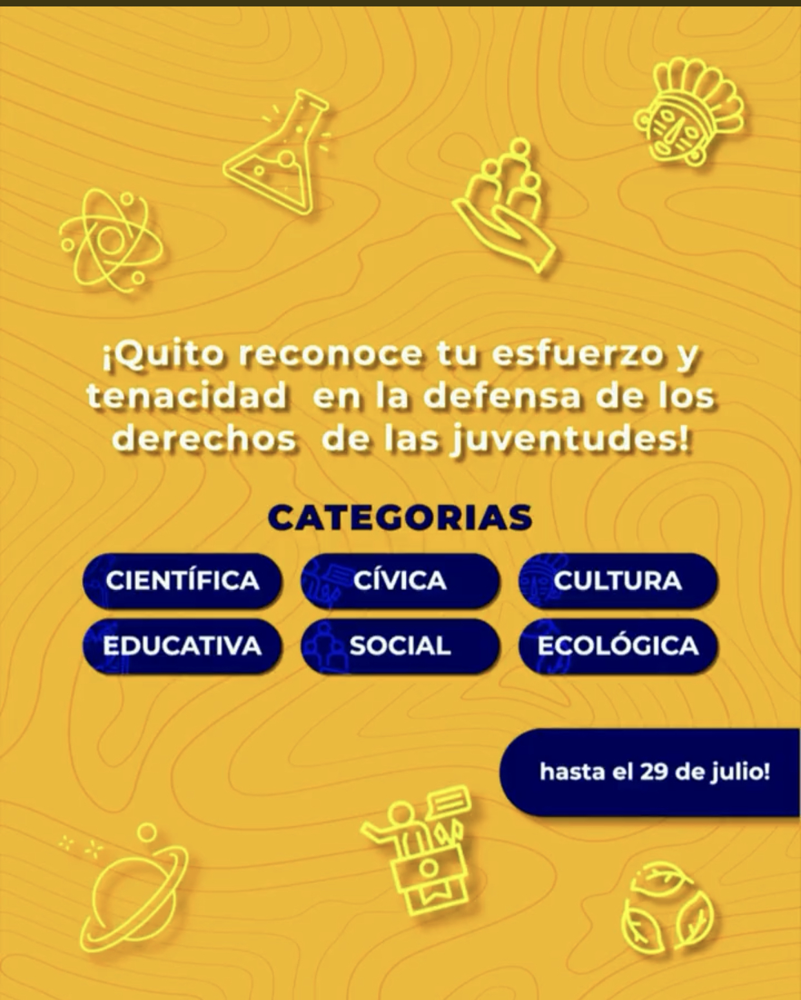 ¡Quito reconoce tu esfuerzo y
tenacidad en la defensa de los
derechos de las juventudes!
CATEGORIAS
CIENTÍFICA
CÍVICA
CULTURA
EDUCATIVA
SOCIAL
ECOLÓGICA
hasta el 29 de julio!